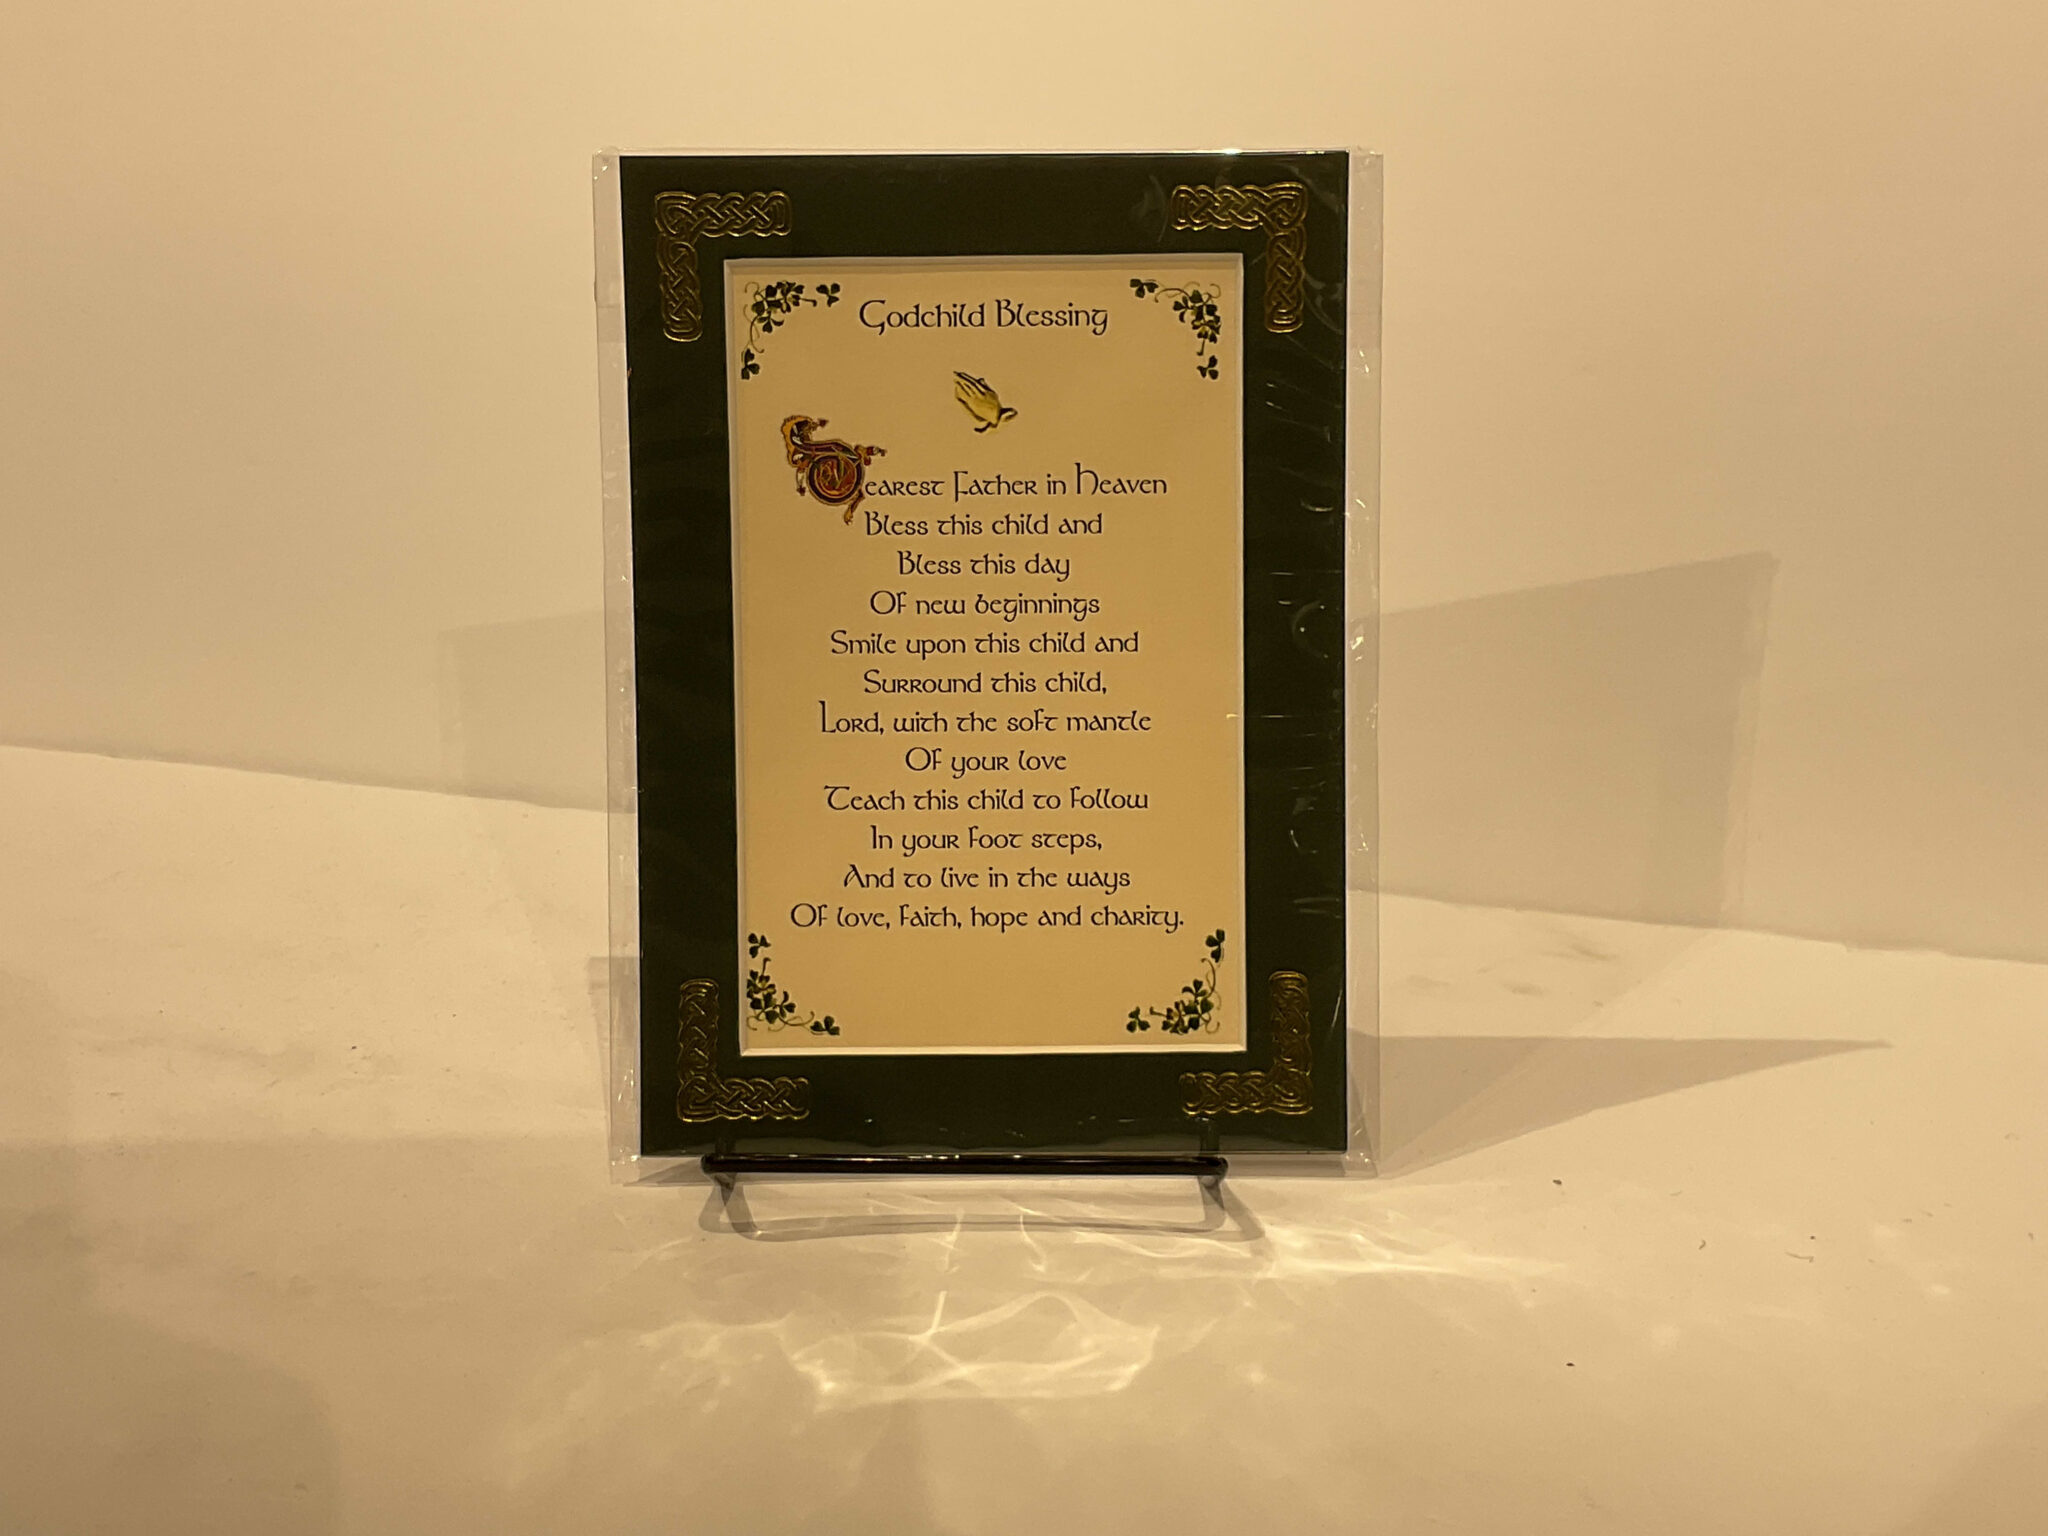 Godchild Blessing
Dearest Father in Heaven
Bless this child and
Bless this day
Of new beginnings
Smile upon this child and
Surround this child,
Lord, with the soft mantle
Of your love
Teach this child to follow
In your foot steps,
And to live in the ways
Of love, faith, hope and charity.